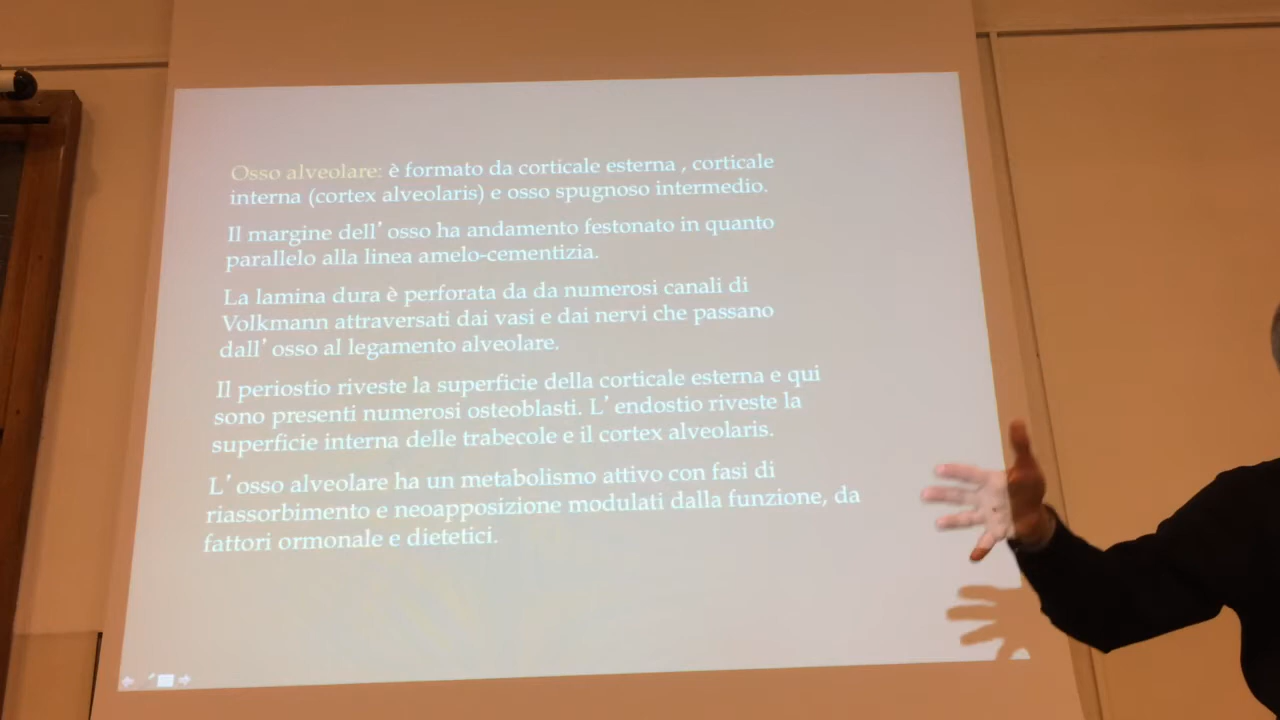 Osso alveolare: è formato da corticale esterna , corticale
interna (cortex alveolaris) e osso spugnoso intermedio.
Il margine dell' osso ha andamento festonato in quanto
parallelo alla linea amelo-cementizia.
La lamina dura è perforata da da numerosi canali di
Volkmann attraversati dai vasi e dai nervi che passano
dall' osso al legamento alveolare.
Il periostio riveste la superficie della corticale esterna e qui
sono presenti numerosi osteoblasti. L' endostio riveste la
superficie interna delle trabecole e il cortex alveolaris.
L' osso alveolare ha un metabolismo attivo con fasi di
riassorbimento e neoapposizione modulati dalla funzione, da
fattori ormonale e dietetici.